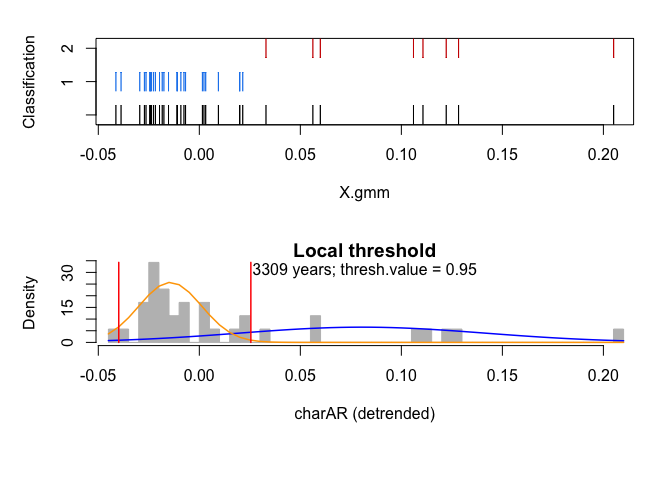 Classification
2
1
-0.05 0.00 0.05 0.10 0.15 0.20
X.gmm
Local threshold
3309 years; thresh.value = 0.95
Density
30
15
0
-0.05 0.00 0.05 0.10 0.15 0.20
charAR (detrended)